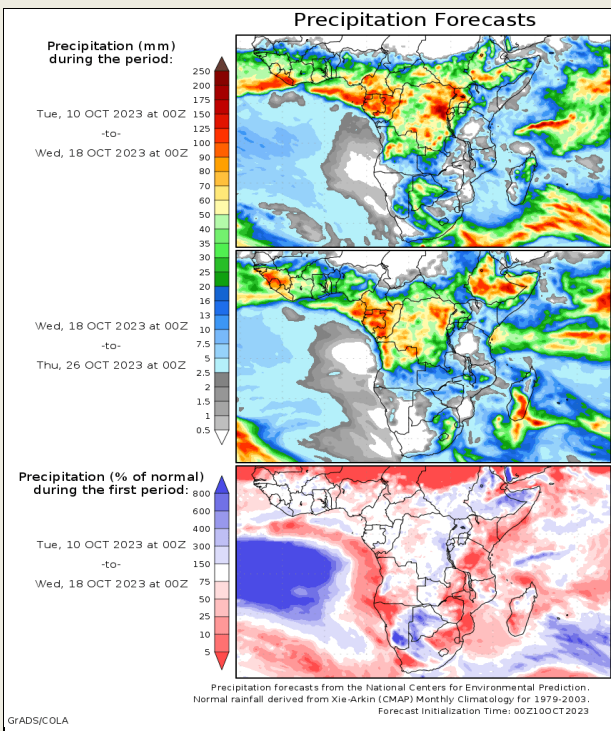 Precipitation Forecasts
Precipitation (mm)
during the period:
Tue, 10 OCT 2023 at 00Z
-to-
Wed, 18 OCT 2023 at 00Z
250
200
175
150
125
100
90
80
70
60
50
40
35
30
25
20
16
13
10
7.5
5
2.5
2
1.5
1
0.5
Wed, 18 OCT 2023 at 00Z
-to-
Thu, 26 OCT 2023 at 00Z
Precipitation (% of normal)
during the first period:
Tue, 10 OCT 2023 at 00Z
-to-
Wed, 18 OCT 2023 at 00Z
800
600
400
300
150
75
50
25
10
5
Precipitation forecasts from the National Centers for Environmental Prediction.
Normal rainfall derived from Xie-Arkin (CMAP) Monthly Climatology for 1979-2003.
Forecast Initialization Time: 00Z10OCT2023
GrADS/COLA